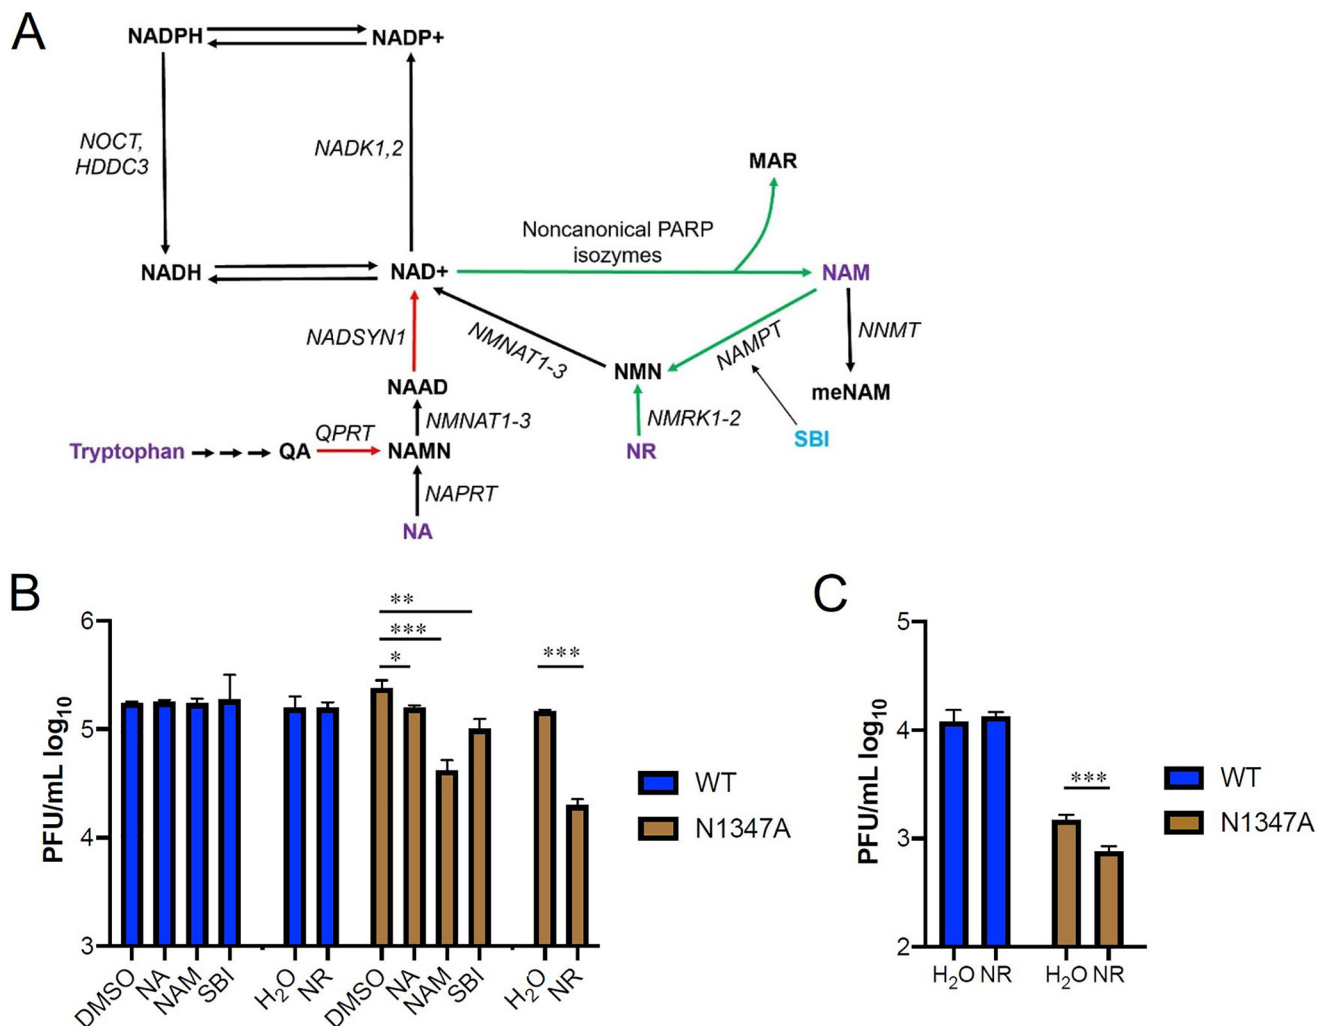 A
NADPH
NADP+
NOCT,
HDDC3
NADK1,2
MAR
Noncanonical PARP
isozymes
NADH
NAD+
NAM
NADSYN1
NMNAT1-3
NAMPT
NNMT
NMN
NAAD
meNAM
NMNAT1-3
NMRK1-2
SBI
Tryptophan
QA
QPRT
NAMN
NR
NAPRT
NA
B
PFU/mL log10
6
5
4
3
**
***
*
***
DMSO
NA
NAM
SBI
H2O
NR
DMSO
NA
NAM
SBI
H2O
NR
WT
N1347A
C
PFU/mL log10
5
4
3
2
***
H2O NR
H2O NR
WT
N1347A